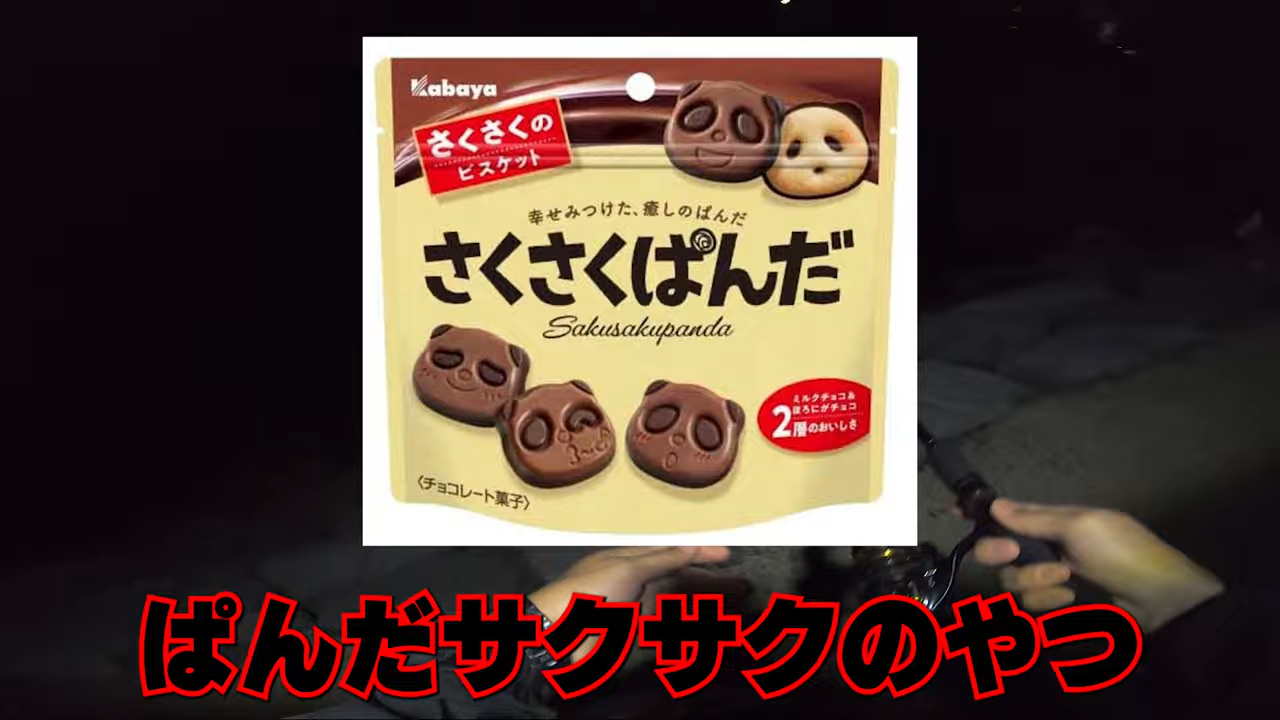 Kabaya
さくさくの
ビスケット
幸せみつけた、癒しのぱんだ
さくさくぱんだ
Sakusakupanda
ミルクチョコ&
ほろにがチョコ
2層のおいしさ
〈チョコレート菓子〉
ぱんだサクサクのやつ